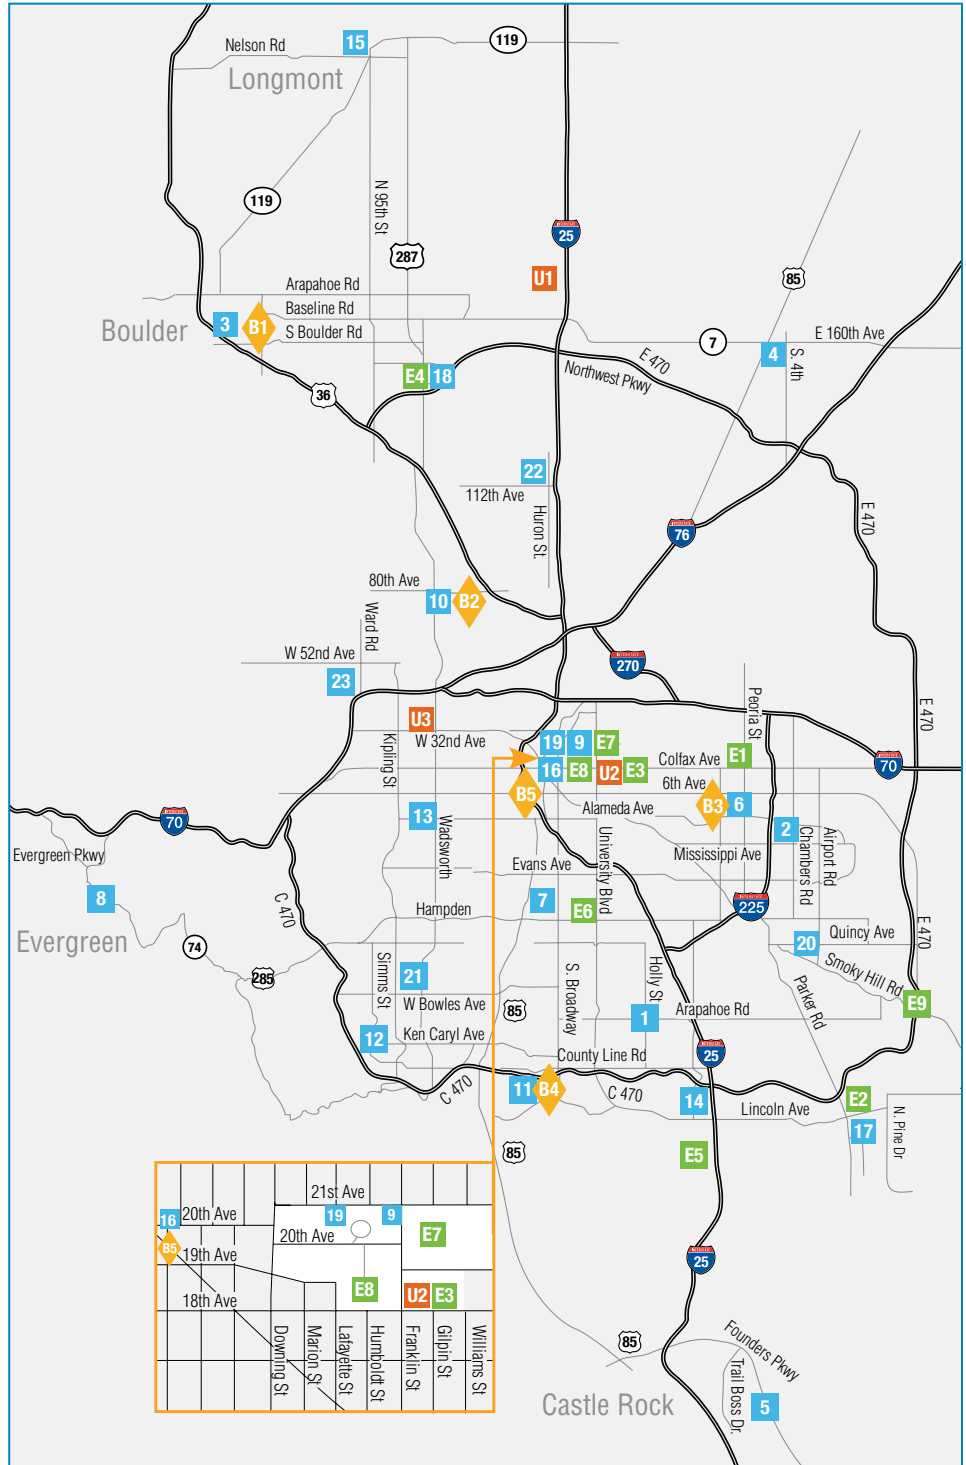 15
Nelson Rd
119
Longmont
119
N 95th St
INTERSTATE
25
287
U1
85
Arapahoe Rd
Baseline Rd
B1
3
S Boulder Rd
Boulder
7
E 160th Ave
4
S. 4th
E 470
Northwest Pkwy
E4
18
36
22
112th Ave
Huron St.
E 470
INTERSTATE
76
80th Ave
10
B2
Ward Rd
W 52nd Ave
INTERSTATE
270
23
Peoria St
E 470
U3
W 32nd Ave
Kipling St
19
9
E7
E1
Colfax Ave
INTERSTATE
70
16
E8
U2
E3
6th Ave
B5
B3
6
Alameda Ave
INTERSTATE
70
13
Wadsworth
2
Chambers Rd
Airport Rd
Evergreen Pkwy
University Blvd
Mississippi Ave
Evans Ave
8
C 470
7
E6
INTERSTATE
225
Hampden
Evergreen
74
Quincy Ave
E 470
20
285
Simms St
21
S. Broadway
Holly St
Smoky Hill Rd
Parker Rd
W Bowles Ave
85
E9
1
Arapahoe Rd
12
Ken Caryl Ave
County Line Rd
INTERSTATE
25
C 470
11
B4
C 470
14
Lincoln Ave
E2
17
N. Pine Dr
85
E5
21st Ave
16
20th Ave
19
9
20th Ave
E7
B5
19th Ave
INTERSTATE
25
E8
U2
E3
18th Ave
Downing St
Marion St
Lafayette St
Humboldt St
Franklin St
Gilpin St
Williams St
85
Founders Pkwy
Trail Boss Dr.
5
Castle Rock